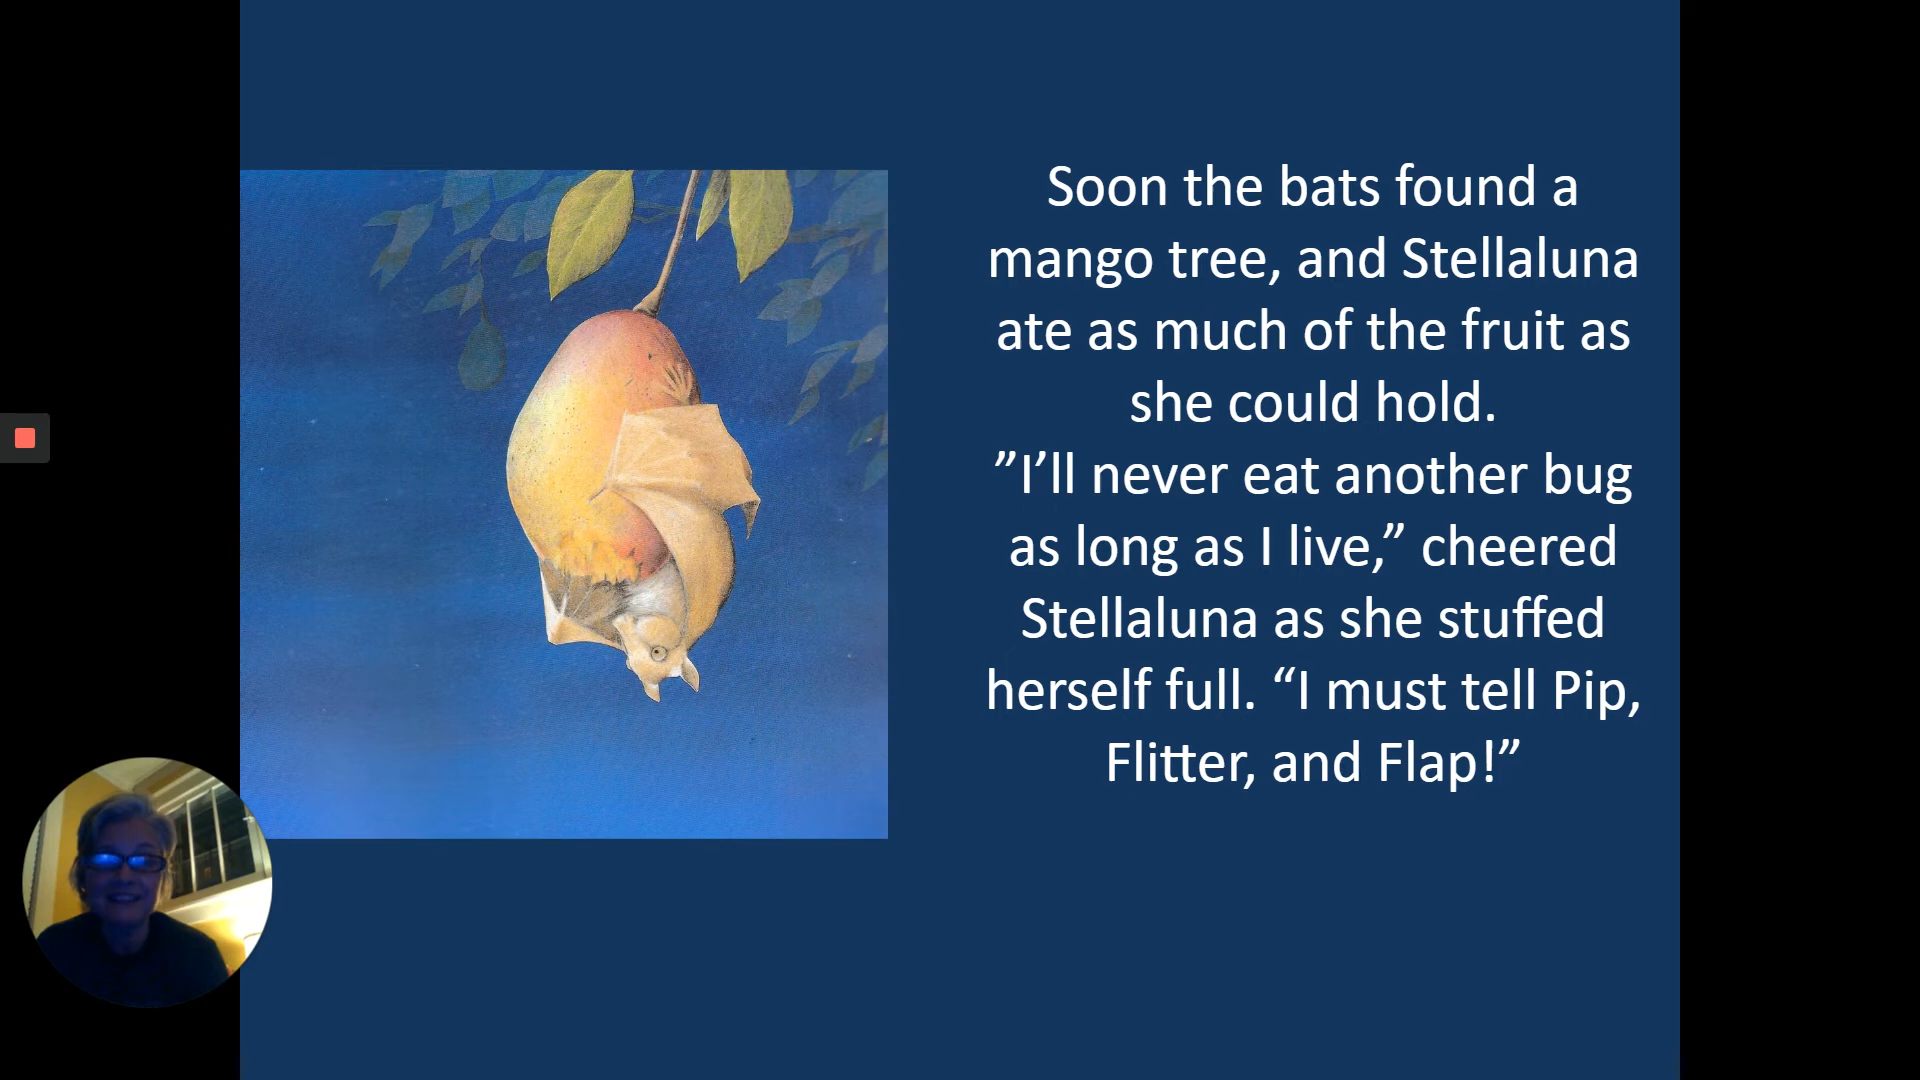 Soon the bats found a
mango tree, and Stellaluna
ate as much of the fruit as
she could hold.
”I’ll never eat another bug
as long as I live,” cheered
Stellaluna as she stuffed
herself full. “I must tell Pip,
Flitter, and Flap!”